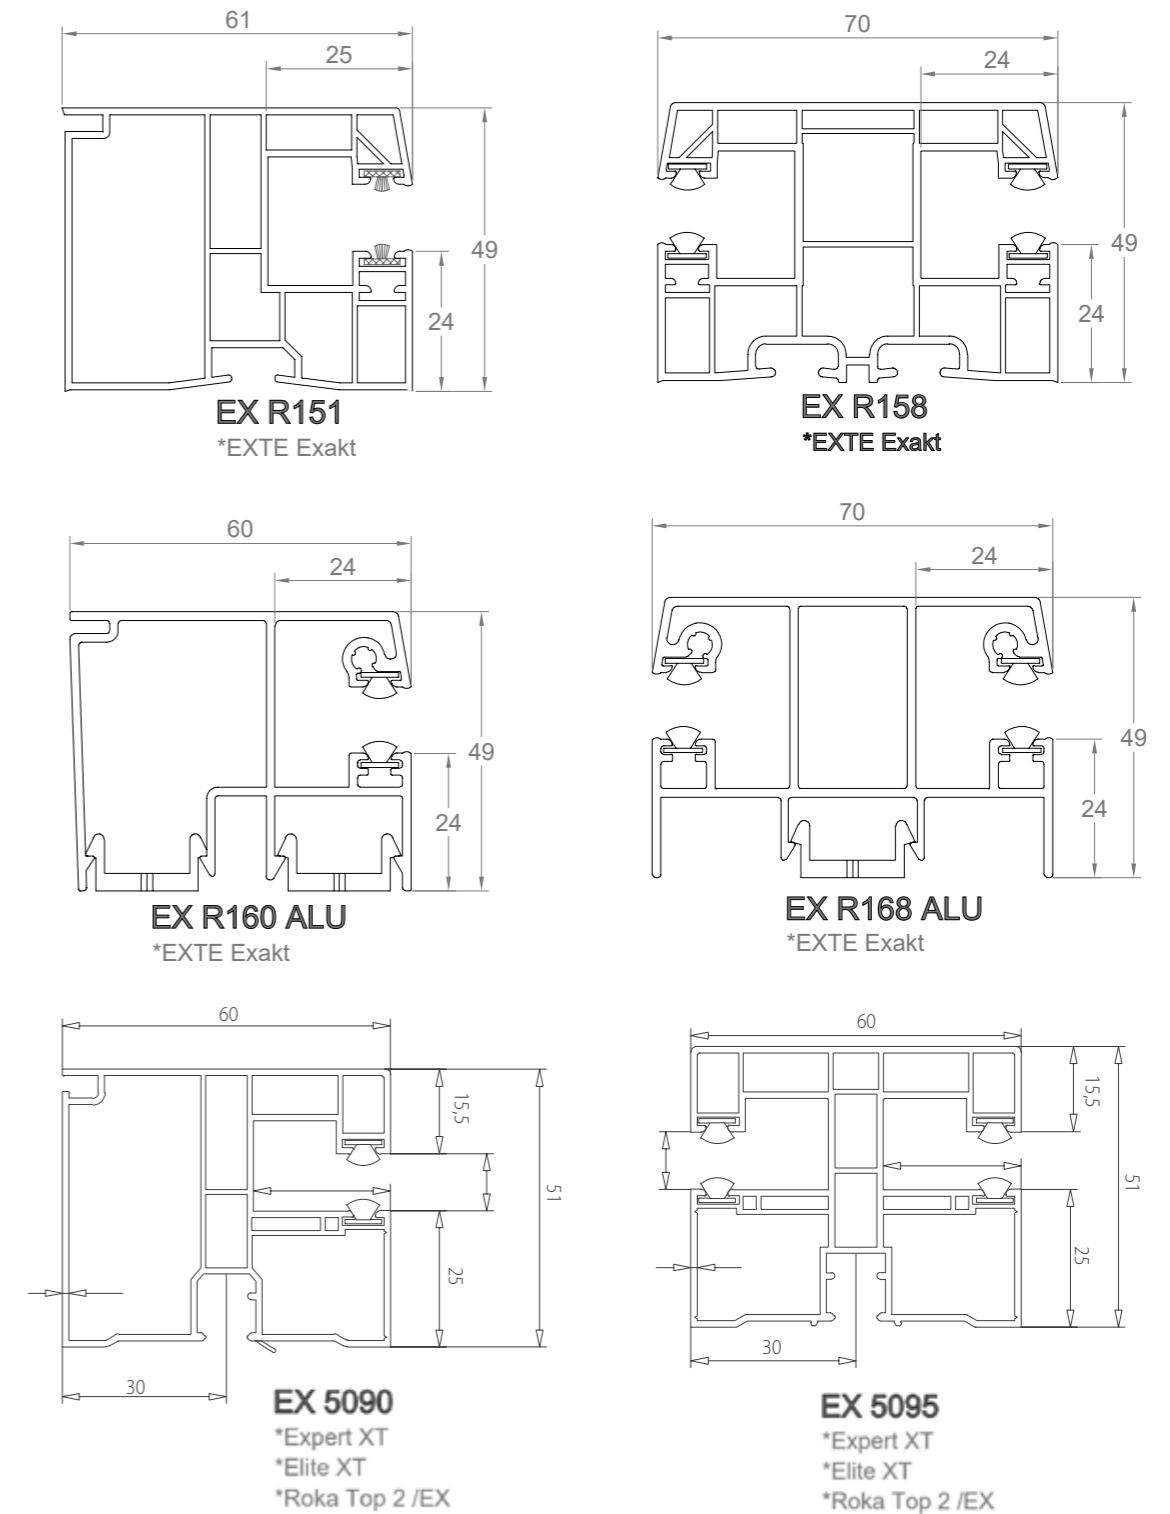 61
25
49
24
EX R151
*EXTE Exakt
70
24
49
24
EX R158
*EXTE Exakt
60
24
49
24
EX R160 ALU
*EXTE Exakt
70
24
49
24
EX R168 ALU
*EXTE Exakt
60
15,5
51
25
30
EX 5090
*Expert XT
*Elite XT
*Roka Top 2 /EX
60
15,5
51
25
30
EX 5095
*Expert XT
*Elite XT
*Roka Top 2 /EX